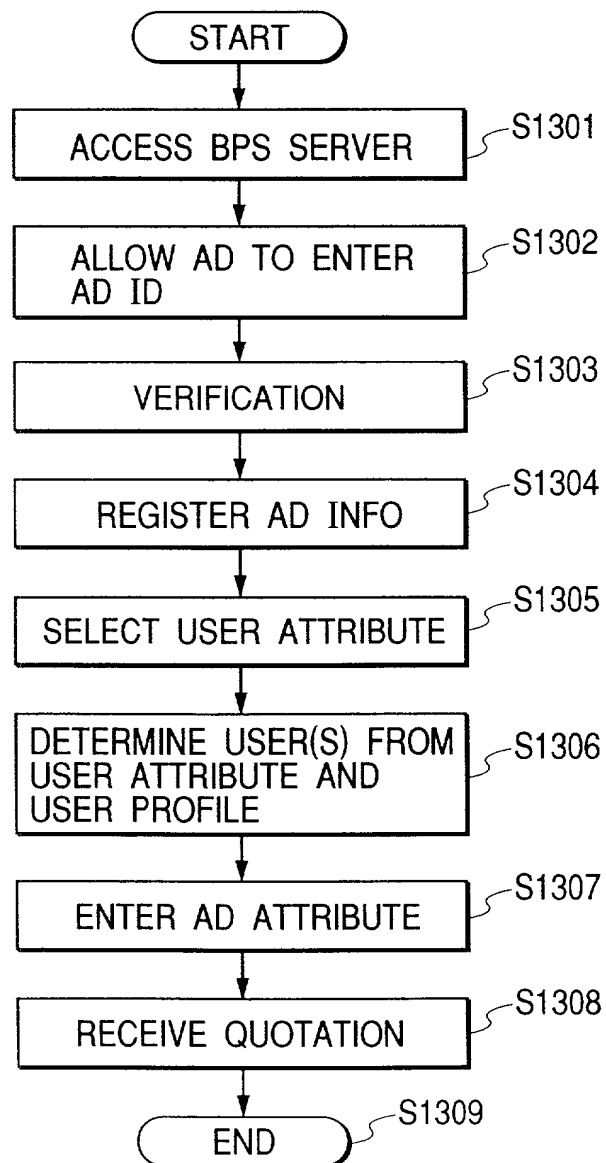 START
ACCESS BPS SERVER
S1301
ALLOW AD TO ENTER
AD ID
S1302
VERIFICATION
S1303
REGISTER AD INFO
S1304
SELECT USER ATTRIBUTE
S1305
DETERMINE USER(S) FROM
USER ATTRIBUTE AND
USER PROFILE
S1306
ENTER AD ATTRIBUTE
S1307
RECEIVE QUOTATION
S1308
END
S1309